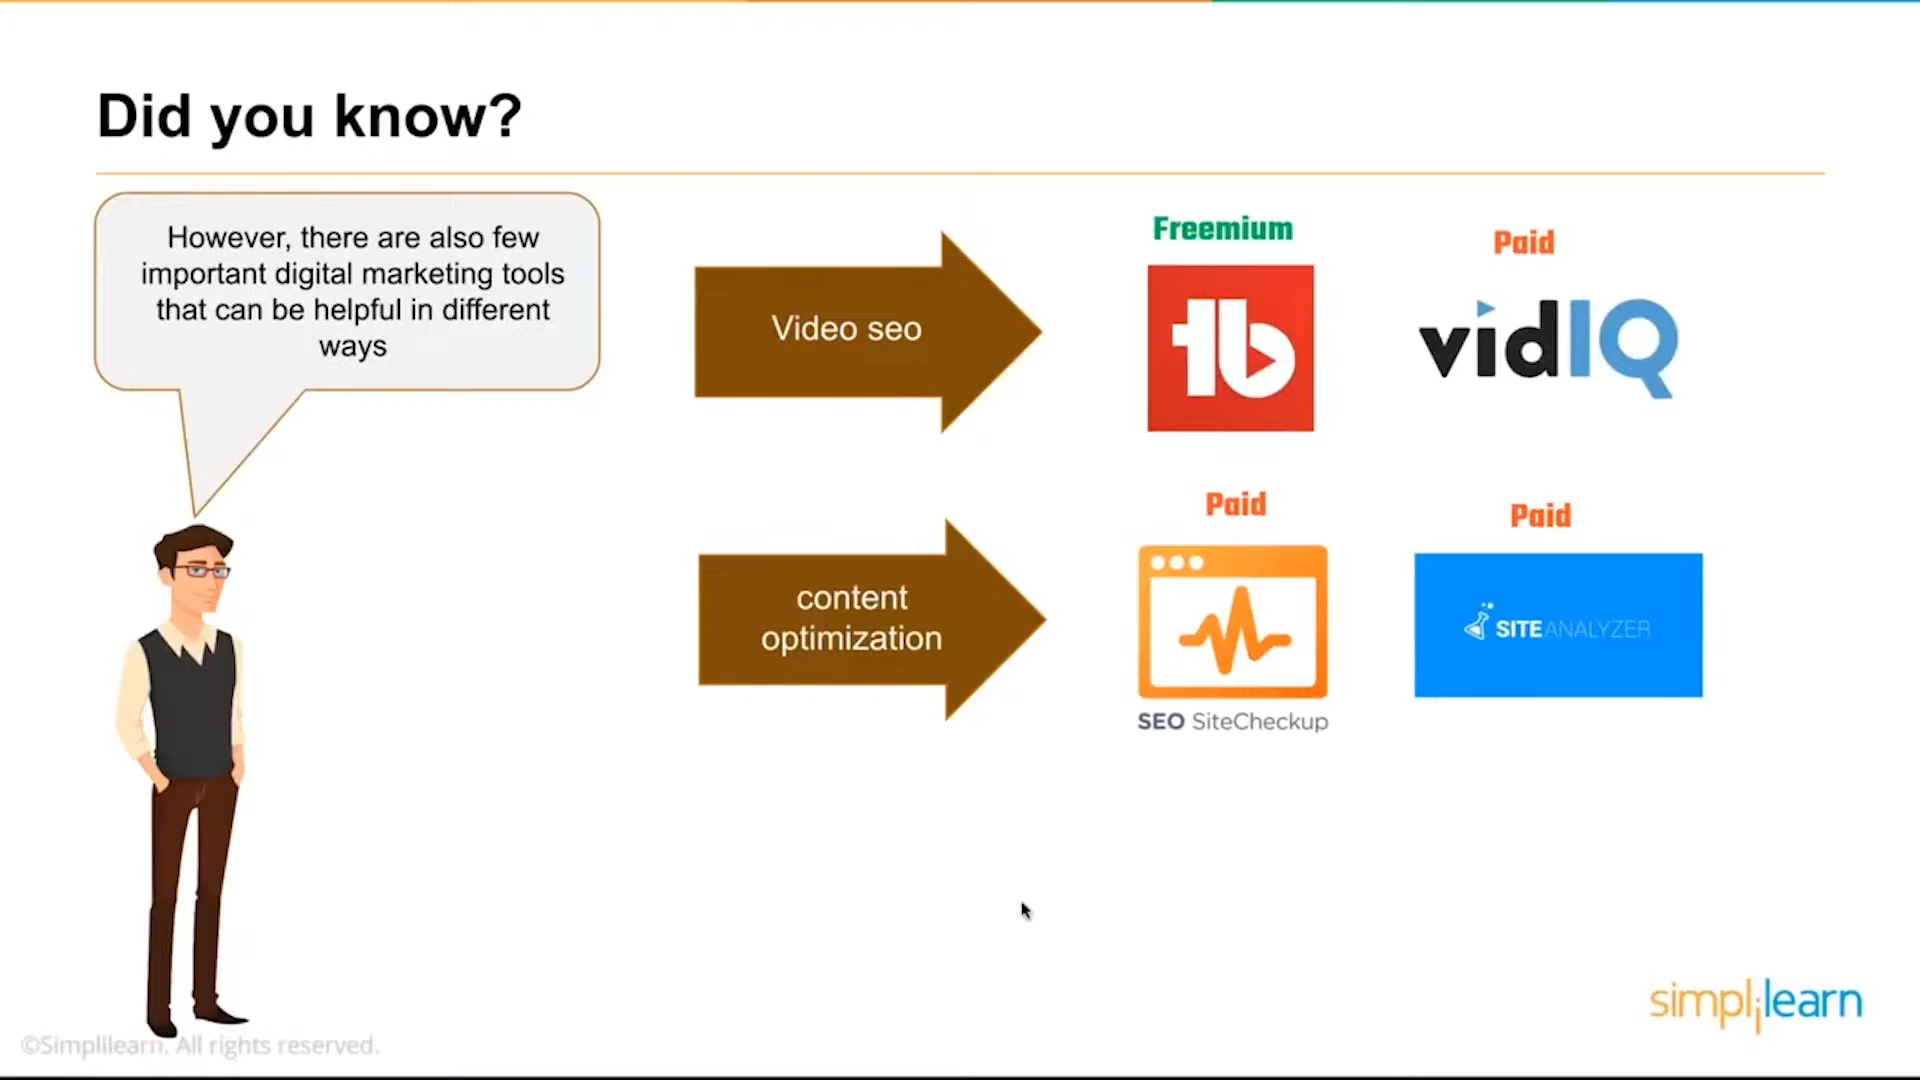 Did you know?
However, there are also few
important digital marketing tools
that can be helpful in different
ways
Video seo
Freemium
tb
Paid
vidIQ
content
optimization
Paid
SEO SiteCheckup
Paid
SITEANALYZER
simplilearn
©Simplilearn. All rights reserved.